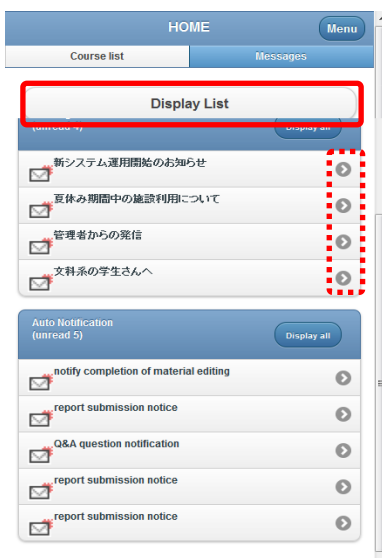 HOME
Menu
Course list
Messages
Display List
(unread 4)
Display all
新システム運用開始のお知らせ
夏休み期間中の施設利用について
管理者からの発信
文科系の学生さんへ
Auto Notification
(unread 5)
Display all
notify completion of material editing
report submission notice
Q&A question notification
report submission notice
report submission notice